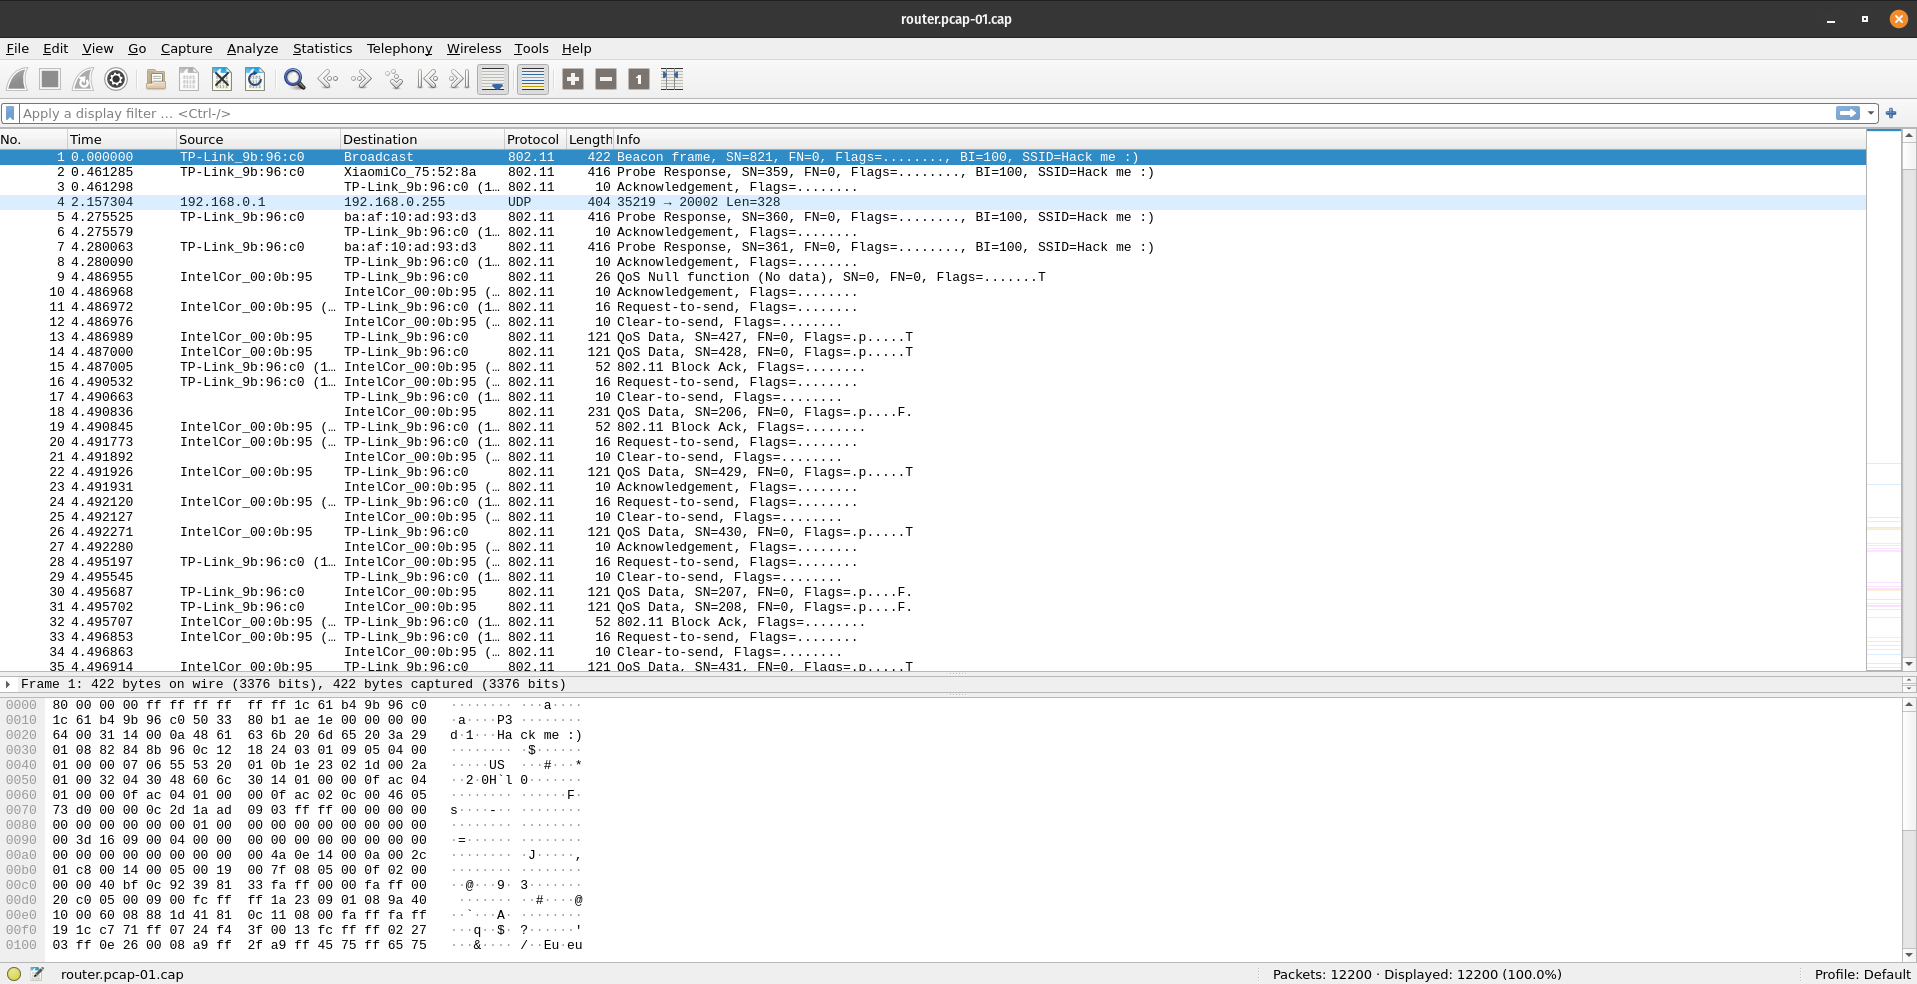 router.pcap-01.cap
File Edit View Go Capture Analyze Statistics Telephony Wireless Tools Help
Apply a display filter … <Ctrl-/>
No. Time Source Destination Protocol Length Info
1 0.000000 TP-Link_9b:96:c0 Broadcast 802.11 422 Beacon frame, SN=821, FN=0, Flags=........, BI=100, SSID=Hack me :)
2 0.461285 TP-Link_9b:96:c0 XiaomiCo_75:52:8a 802.11 416 Probe Response, SN=359, FN=0, Flags=........, BI=100, SSID=Hack me :)
3 0.461298 TP-Link_9b:96:c0 (1… 802.11 10 Acknowledgement, Flags=........
4 2.157304 192.168.0.1 192.168.0.255 UDP 404 35219 → 20002 Len=328
5 4.275525 TP-Link_9b:96:c0 ba:af:10:ad:93:d3 802.11 416 Probe Response, SN=360, FN=0, Flags=........, BI=100, SSID=Hack me :)
6 4.275579 TP-Link_9b:96:c0 (1… 802.11 10 Acknowledgement, Flags=........
7 4.280063 TP-Link_9b:96:c0 ba:af:10:ad:93:d3 802.11 416 Probe Response, SN=361, FN=0, Flags=........, BI=100, SSID=Hack me :)
8 4.280090 TP-Link_9b:96:c0 (1… 802.11 10 Acknowledgement, Flags=........
9 4.486955 IntelCor_00:0b:95 TP-Link_9b:96:c0 802.11 26 QoS Null function (No data), SN=0, FN=0, Flags=.......T
10 4.486968 IntelCor_00:0b:95 (… 802.11 10 Acknowledgement, Flags=........
11 4.486972 IntelCor_00:0b:95 (… TP-Link_9b:96:c0 (1… 802.11 16 Request-to-send, Flags=........
12 4.486976 IntelCor_00:0b:95 (… 802.11 10 Clear-to-send, Flags=........
13 4.486989 IntelCor_00:0b:95 TP-Link_9b:96:c0 802.11 121 QoS Data, SN=427, FN=0, Flags=.p.....T
14 4.487000 IntelCor_00:0b:95 TP-Link_9b:96:c0 802.11 121 QoS Data, SN=428, FN=0, Flags=.p.....T
15 4.487005 TP-Link_9b:96:c0 (1… IntelCor_00:0b:95 (… 802.11 52 802.11 Block Ack, Flags=........
16 4.490532 TP-Link_9b:96:c0 (1… IntelCor_00:0b:95 (… 802.11 16 Request-to-send, Flags=........
17 4.490663 TP-Link_9b:96:c0 (1… 802.11 10 Clear-to-send, Flags=........
18 4.490836 IntelCor_00:0b:95 802.11 231 QoS Data, SN=206, FN=0, Flags=.p....F.
19 4.490845 IntelCor_00:0b:95 (… TP-Link_9b:96:c0 (1… 802.11 52 802.11 Block Ack, Flags=........
20 4.491773 IntelCor_00:0b:95 (… TP-Link_9b:96:c0 (1… 802.11 16 Request-to-send, Flags=........
21 4.491892 IntelCor_00:0b:95 (… 802.11 10 Clear-to-send, Flags=........
22 4.491926 IntelCor_00:0b:95 TP-Link_9b:96:c0 802.11 121 QoS Data, SN=429, FN=0, Flags=.p.....T
23 4.491931 IntelCor_00:0b:95 (… 802.11 10 Acknowledgement, Flags=........
24 4.492120 IntelCor_00:0b:95 (… TP-Link_9b:96:c0 (1… 802.11 16 Request-to-send, Flags=........
25 4.492127 IntelCor_00:0b:95 (… 802.11 10 Clear-to-send, Flags=........
26 4.492271 IntelCor_00:0b:95 TP-Link_9b:96:c0 802.11 121 QoS Data, SN=430, FN=0, Flags=.p.....T
27 4.492280 IntelCor_00:0b:95 (… 802.11 10 Acknowledgement, Flags=........
28 4.495197 TP-Link_9b:96:c0 (1… IntelCor_00:0b:95 (… 802.11 16 Request-to-send, Flags=........
29 4.495545 TP-Link_9b:96:c0 (1… 802.11 10 Clear-to-send, Flags=........
30 4.495687 TP-Link_9b:96:c0 IntelCor_00:0b:95 802.11 121 QoS Data, SN=207, FN=0, Flags=.p....F.
31 4.495702 TP-Link_9b:96:c0 IntelCor_00:0b:95 802.11 121 QoS Data, SN=208, FN=0, Flags=.p....F.
32 4.495707 IntelCor_00:0b:95 (… TP-Link_9b:96:c0 (1… 802.11 52 802.11 Block Ack, Flags=........
33 4.496853 IntelCor_00:0b:95 (… TP-Link_9b:96:c0 (1… 802.11 16 Request-to-send, Flags=........
34 4.496863 IntelCor_00:0b:95 (… 802.11 10 Clear-to-send, Flags=........
35 4.496914 IntelCor_00:0b:95 TP-Link_9b:96:c0 802.11 121 QoS Data, SN=431, FN=0, Flags=.p.....T
Frame 1: 422 bytes on wire (3376 bits), 422 bytes captured (3376 bits)
0000 80 00 00 00 ff ff ff ff ff ff 1c 61 b4 9b 96 c0 ········ ···a····
0010 1c 61 b4 9b 96 c0 50 33 80 b1 ae 1e 00 00 00 00 ·a····P3 ········
0020 64 00 31 14 00 0a 48 61 63 6b 20 6d 65 20 3a 29 d·1···Ha ck me :)
0030 01 08 82 84 8b 96 0c 12 18 24 03 01 09 05 04 00 ········ ·$······
0040 01 00 00 07 06 55 53 20 01 0b 1e 23 02 1d 00 2a ·····US ···#···*
0050 01 00 32 04 30 48 60 6c 30 14 01 00 00 0f ac 04 ··2·0H`l 0·······
0060 01 00 00 0f ac 04 01 00 00 0f ac 02 0c 00 46 05 ········ ······F·
0070 73 d0 00 00 0c 2d 1a ad 09 03 ff ff 00 00 00 00 s····-·· ········
0080 00 00 00 00 00 00 01 00 00 00 00 00 00 00 00 00 ········ ········
0090 00 3d 16 09 00 04 00 00 00 00 00 00 00 00 00 00 ·=······ ········
00a0 00 00 00 00 00 00 00 00 00 4a 0e 14 00 0a 00 2c ········ ·J·····,
00b0 01 c8 00 14 00 05 00 19 00 7f 08 05 00 0f 02 00 ········ ········
00c0 00 00 40 bf 0c 92 39 81 33 fa ff 00 00 fa ff 00 ··@···9· 3·······
00d0 20 c0 05 00 09 00 fc ff ff 1a 23 09 01 08 9a 40 ······· ··#····@
00e0 10 00 60 08 88 1d 41 81 0c 11 08 00 fa ff fa ff ··`···A· ········
00f0 19 1c c7 71 ff 07 24 f4 3f 00 13 fc ff ff 02 27 ···q··$· ?······'
0100 03 ff 0e 26 00 08 a9 ff 2f a9 ff 45 75 ff 65 75 ···&···· /··Eu·eu
router.pcap-01.cap Packets: 12200 · Displayed: 12200 (100.0%) Profile: Default